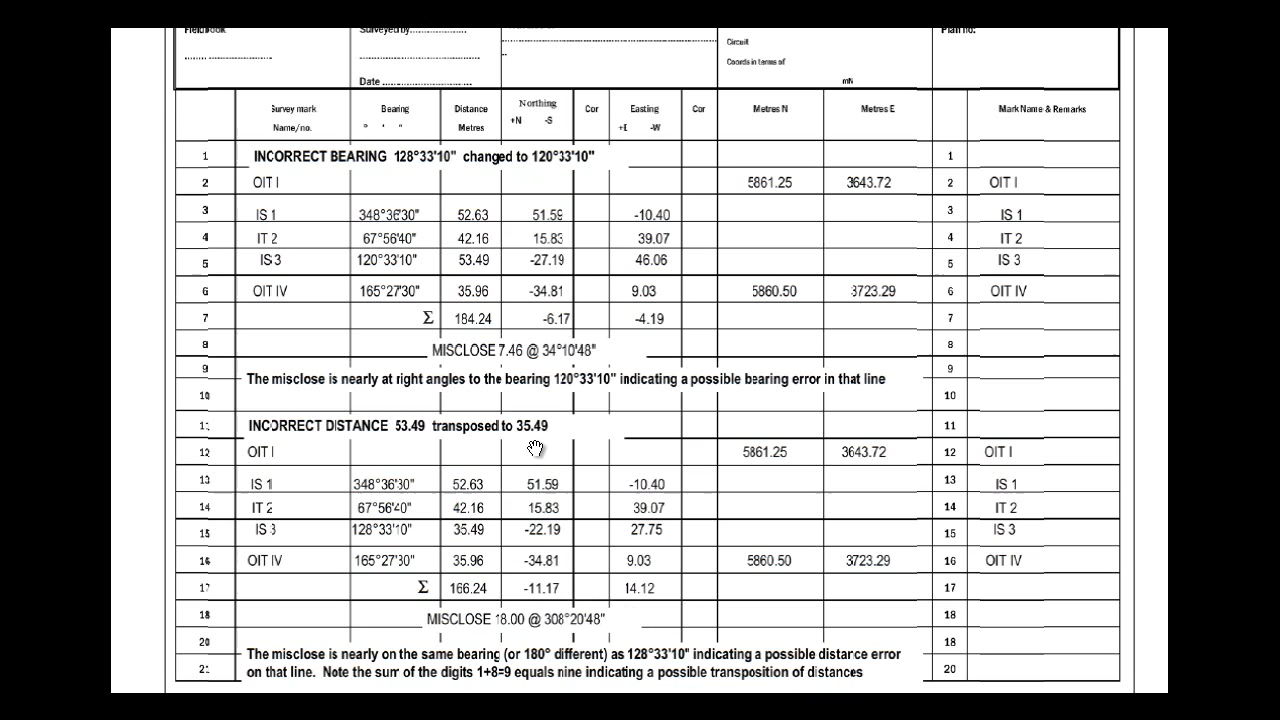 Fieldbook Surveyed by Plan no:
Circuit
Coords in terms of
Date mN
Survey mark Bearing Distance Northing Cor Easting Cor Metres N Metres E Mark Name & Remarks
Name/no. ° ' " Metres +N -S +E -W
1 INCORRECT BEARING 128°33'10" changed to 120°33'10" 1
2 OIT I 5861.25 3643.72 2 OIT I
3 IS 1 348°36'30" 52.63 51.59 -10.40 3 IS 1
4 IT 2 67°56'40" 42.16 15.83 39.07 4 IT 2
5 IS 3 120°33'10" 53.49 -27.19 46.06 5 IS 3
6 OIT IV 165°27'30" 35.96 -34.81 9.03 5860.50 3723.29 6 OIT IV
7 Σ 184.24 -6.17 -4.19 7
8 MISCLOSE 7.46 @ 34°10'48" 8
9 9
The misclose is nearly at right angles to the bearing 120°33'10" indicating a possible bearing error in that line
10 10
11 INCORRECT DISTANCE 53.49 transposed to 35.49 11
12 OIT I 5861.25 3643.72 12 OIT I
13 IS 1 348°36'30" 52.63 51.59 -10.40 13 IS 1
14 IT 2 67°56'40" 42.16 15.83 39.07 14 IT 2
15 IS 3 128°33'10" 35.49 -22.19 27.75 15 IS 3
16 OIT IV 165°27'30" 35.96 -34.81 9.03 5860.50 3723.29 16 OIT IV
17 Σ 166.24 -11.17 14.12 17
18 MISCLOSE 18.00 @ 308°20'48" 18
20 18
The misclose is nearly on the same bearing (or 180° different) as 128°33'10" indicating a possible distance error
21 on that line. Note the sum of the digits 1+8=9 equals nine indicating a possible transposition of distances 20